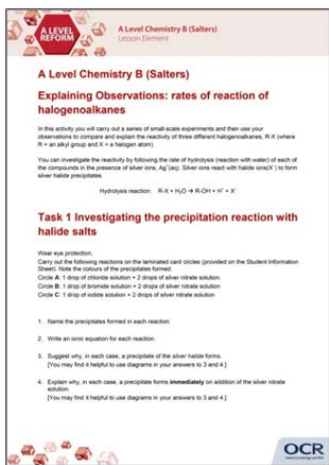 A LEVEL
REFORM
A Level Chemistry B (Salters)
Lesson Element
A Level Chemistry B (Salters)
Explaining Observations: rates of reaction of
halogenoalkanes
In this activity you will carry out a series of small-scale experiments and then use your
observations to compare and explain the reactivity of three different halogenoalkanes, R-X (where
R = an alkyl group and X = a halogen atom).
You can investigate the reactivity by following the rate of hydrolysis (reaction with water) of each of
the compounds in the presence of silver ions, Ag⁺(aq). Silver ions react with halide ions(X⁻) to form
silver halide precipitates.
Hydrolysis reaction: R-X + H₂O → R-OH + H⁺ + X⁻
Task 1 Investigating the precipitation reaction with
halide salts
Wear eye protection.
Carry out the following reactions on the laminated card circles (provided on the Student Information
Sheet). Note the colours of the precipitates formed.
Circle A: 1 drop of chloride solution + 2 drops of silver nitrate solution.
Circle B: 1 drop of bromide solution + 2 drops of silver nitrate solution
Circle C: 1 drop of iodide solution + 2 drops of silver nitrate solution
1. Name the precipitates formed in each reaction.
2. Write an ionic equation for each reaction.
3. Suggest why, in each case, a precipitate of the silver halide forms.
[You may find it helpful to use diagrams in your answers to 3 and 4.]
4. Explain why, in each case, a precipitate forms immediately on addition of the silver nitrate
solution.
[You may find it helpful to use diagrams in your answers to 3 and 4.]
OCR